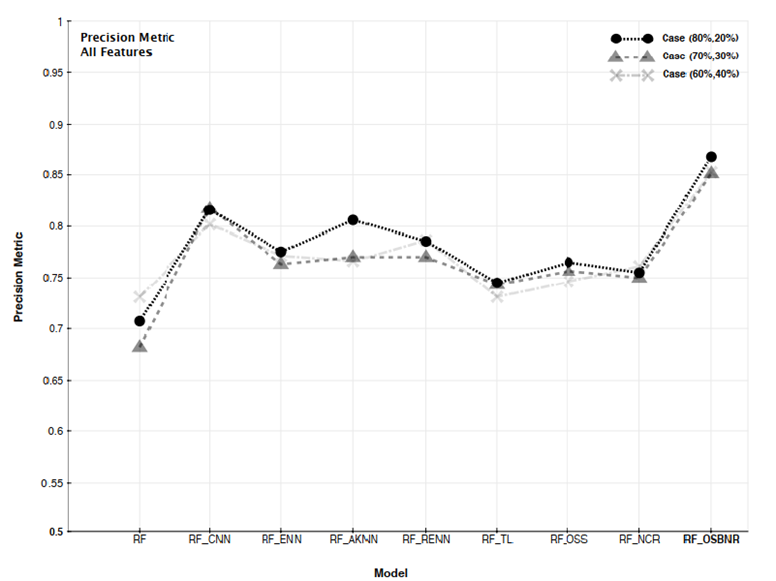 Precision Metric
All Features
Case (80%,20%)
Case (70%,30%)
Case (60%,40%)
1
0.95
0.9
0.85
0.8
0.75
0.7
0.65
0.6
0.55
0.5
Precision Metric
RF RF_CNN RF_ENN RF_AKNN RF_RENN RF_TL RF_OSS RF_NCR RF_OSBNR
Model